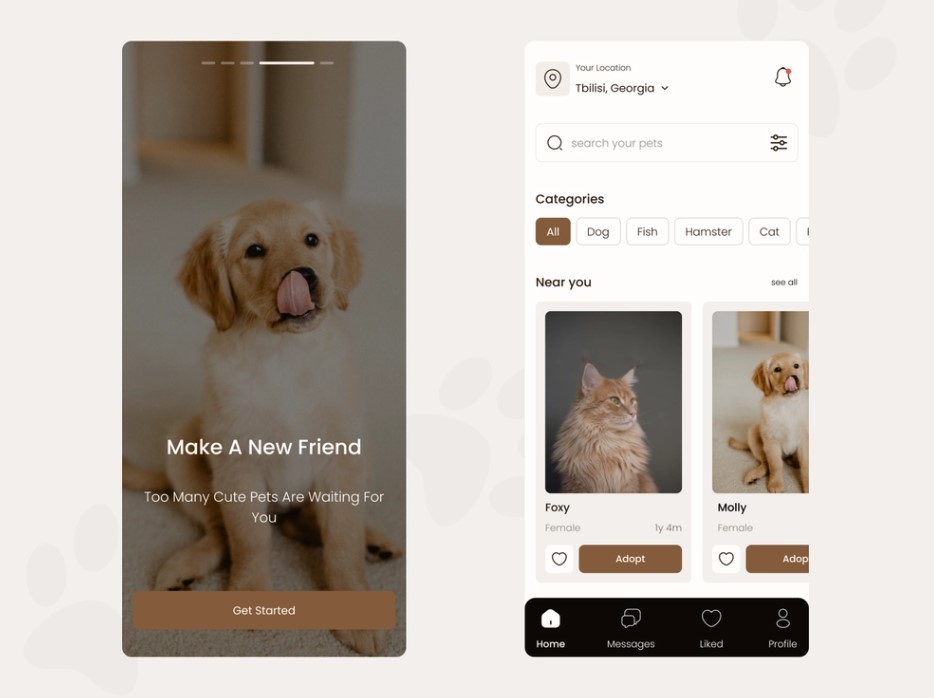 Make A New Friend
Too Many Cute Pets Are Waiting For
You
Get Started
Your Location
Tbilisi, Georgia
search your pets
Categories
All Dog Fish Hamster Cat
Near you see all
Foxy
Female 1y 4m
Adopt
Molly
Female
Adop
Home Messages Liked Profile